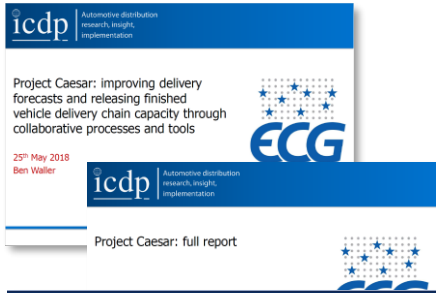 icdp
Automotive distribution
research, insight,
implementation
Project Caesar: improving delivery
forecasts and releasing finished
vehicle delivery chain capacity through
collaborative processes and tools
25th May 2018
Ben Waller
ECG
icdp
Automotive distribution
research, insight,
implementation
Project Caesar: full report